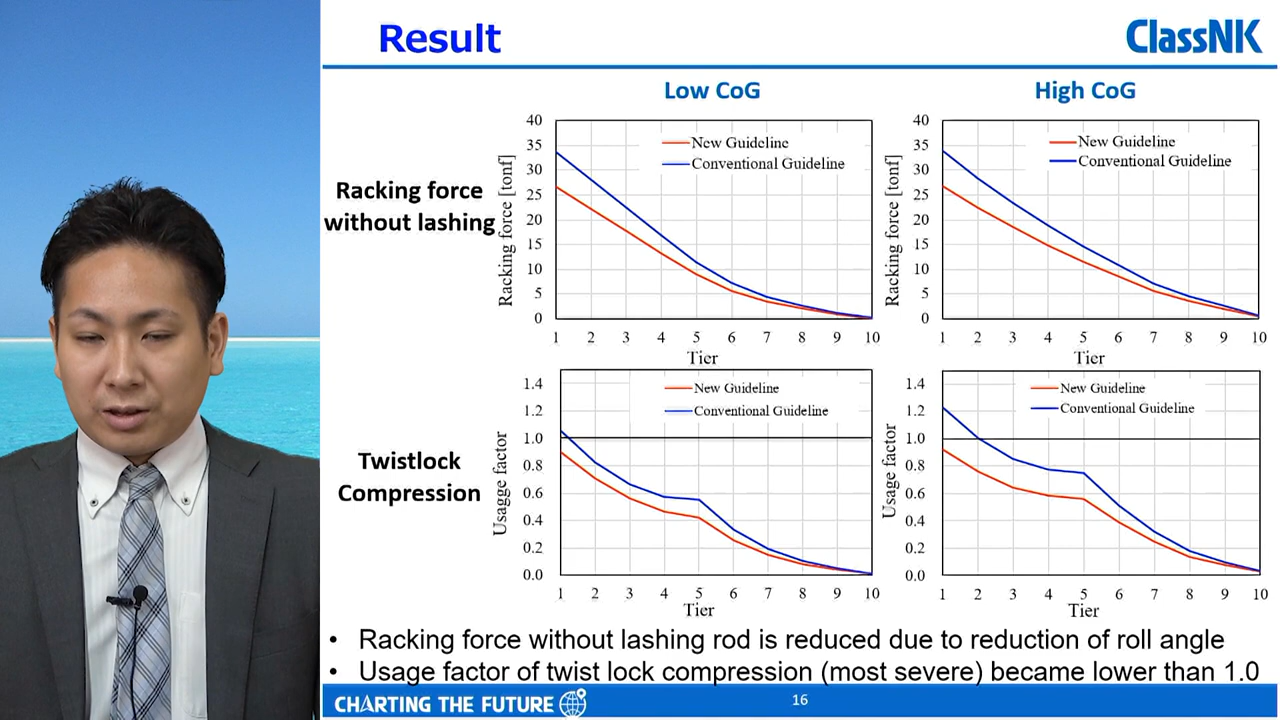 Result
ClassNK
Low CoG
High CoG
Racking force
without lashing
Racking force [tonf]
40
35
30
25
20
15
10
5
0
New Guideline
Conventional Guideline
1 2 3 4 5 6 7 8 9 10
Tier
Racking force [tonf]
40
35
30
25
20
15
10
5
0
New Guideline
Conventional Guideline
1 2 3 4 5 6 7 8 9 10
Tier
Twistlock
Compression
Usagge factor
1.4
1.2
1.0
0.8
0.6
0.4
0.2
0.0
New Guideline
Conventional Guideline
1 2 3 4 5 6 7 8 9 10
Tier
Usage factor
1.4
1.2
1.0
0.8
0.6
0.4
0.2
0.0
New Guideline
Conventional Guideline
1 2 3 4 5 6 7 8 9 10
Tier
• Racking force without lashing rod is reduced due to reduction of roll angle
• Usage factor of twist lock compression (most severe) became lower than 1.0
CHARTING THE FUTURE
16